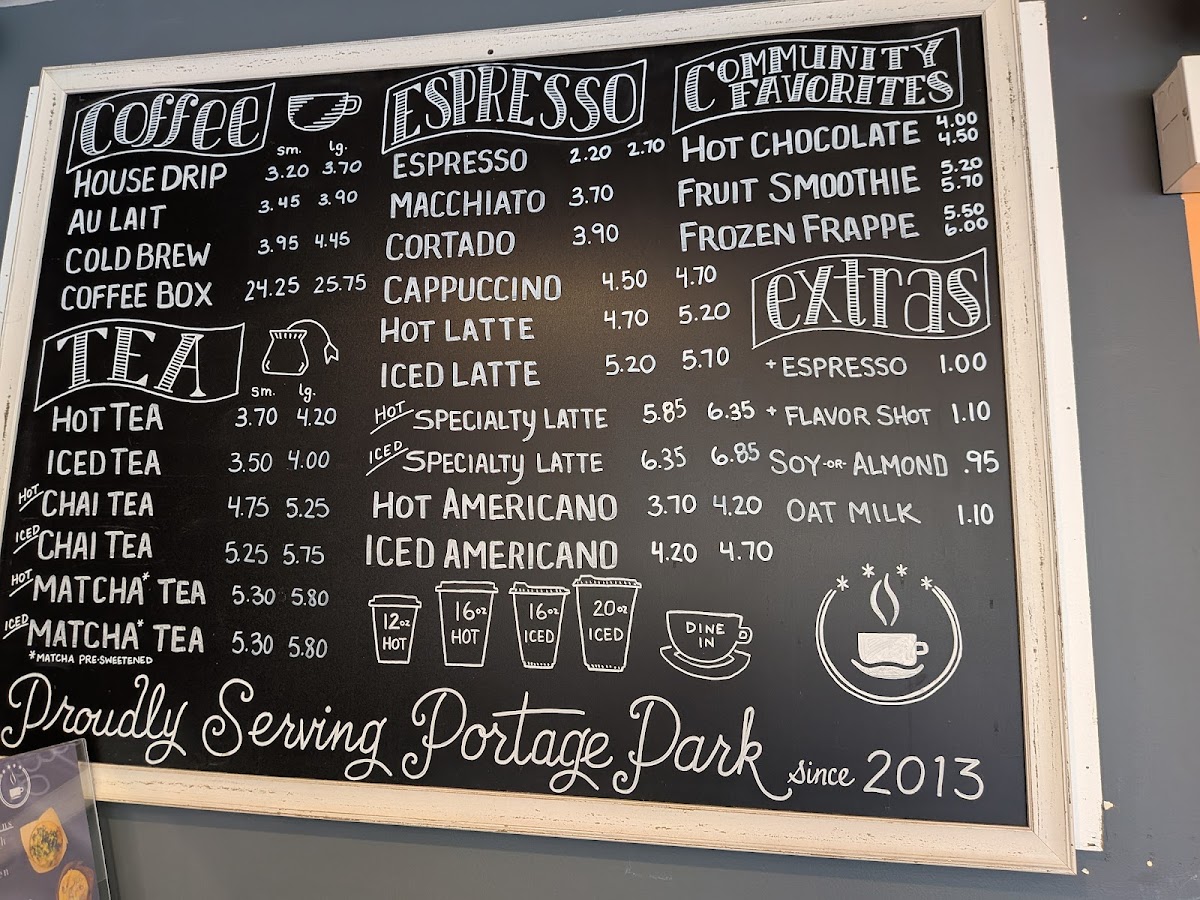 Coffee
sm. lg.
HOUSE DRIP 3.20 3.70
AU LAIT 3.45 3.90
COLD BREW 3.95 4.45
COFFEE BOX 24.25 25.75
TEA
sm. lg.
HOT TEA 3.70 4.20
ICED TEA 3.50 4.00
HOT CHAI TEA 4.75 5.25
ICED CHAI TEA 5.25 5.75
HOT MATCHA* TEA 5.30 5.80
ICED MATCHA* TEA 5.30 5.80
*MATCHA PRE-SWEETENED
ESPRESSO
ESPRESSO 2.20 2.70
MACCHIATO 3.70
CORTADO 3.90
CAPPUCCINO 4.50 4.70
HOT LATTE 4.70 5.20
ICED LATTE 5.20 5.70
HOT SPECIALTY LATTE 5.85 6.35
ICED SPECIALTY LATTE 6.35 6.85
HOT AMERICANO 3.70 4.20
ICED AMERICANO 4.20 4.70
12oz HOT
16oz HOT
16oz ICED
20oz ICED
DINE IN
COMMUNITY
FAVORITES
HOT CHOCOLATE 4.00 4.50
FRUIT SMOOTHIE 5.20 5.70
FROZEN FRAPPE 5.50 6.00
extras
+ ESPRESSO 1.00
+ FLAVOR SHOT 1.10
SOY -OR- ALMOND .95
OAT MILK 1.10
Proudly Serving Portage Park since 2013